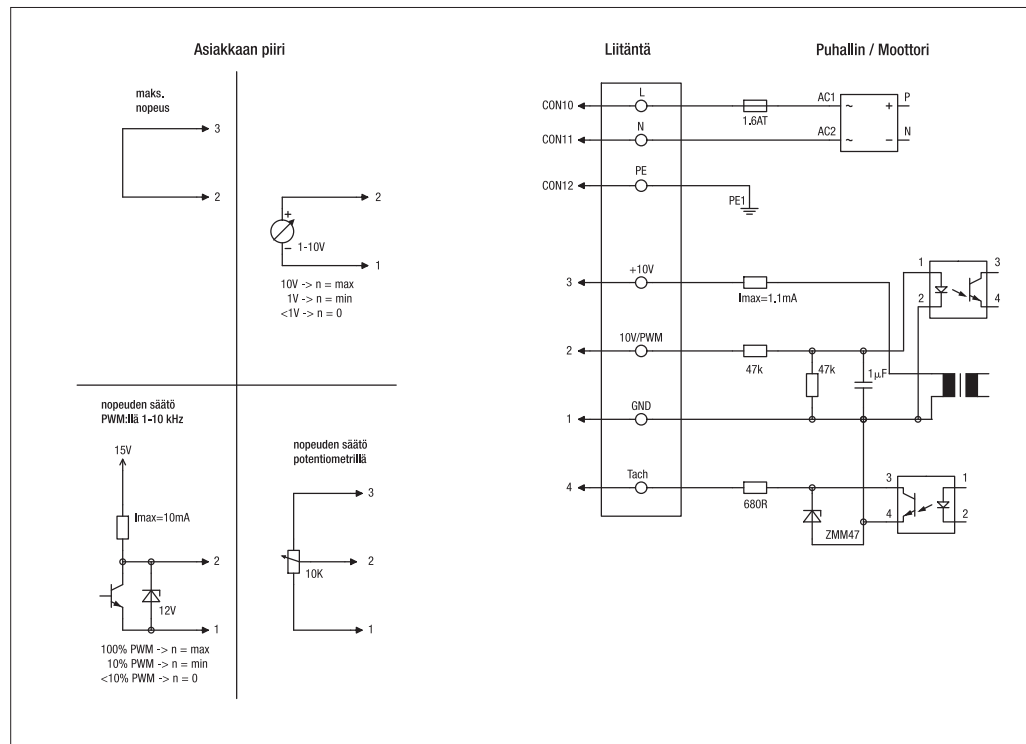 Asiakkaan piiri
maks.
nopeus
3
2
+
−
1-10V
2
1
10V -> n = max
1V -> n = min
<1V -> n = 0
nopeuden säätö
PWM:llä 1-10 kHz
15V
Imax=10mA
2
12V
1
100% PWM -> n = max
10% PWM -> n = min
<10% PWM -> n = 0
nopeuden säätö
potentiometrillä
3
2
10K
1
Liitäntä
Puhallin / Moottori
CON10
L
1.6AT
AC1
~
+
P
CON11
N
AC2
~
−
N
CON12
PE
PE1
3
+10V
Imax=1.1mA
1
3
2
4
2
10V/PWM
47k
47k
1µF
1
GND
4
Tach
680R
ZMM47
3
1
4
2